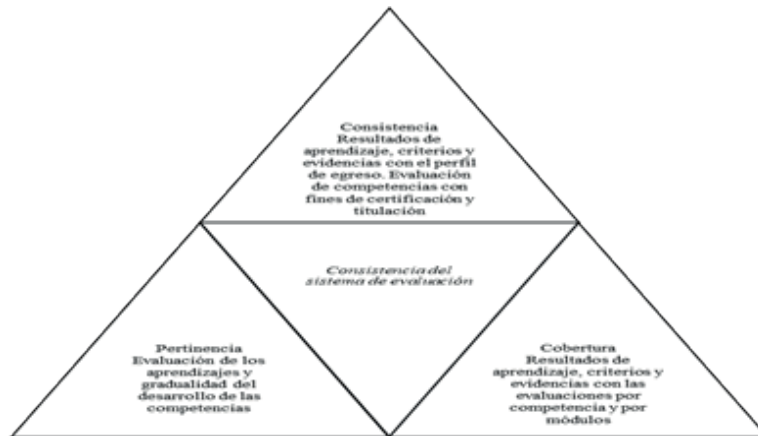 Consistencia
Resultados de
aprendizaje, criterios y
evidencias con el perfil
de egreso. Evaluación
de competencias con
fines de certificación y
titulación
Consistencia del
sistema de evaluación
Pertinencia
Evaluación de los
aprendizajes y
gradualidad del
desarrollo de las
competencias
Cobertura
Resultados de
aprendizaje, criterios y
evidencias con las
evaluaciones por
competencia y por
módulos